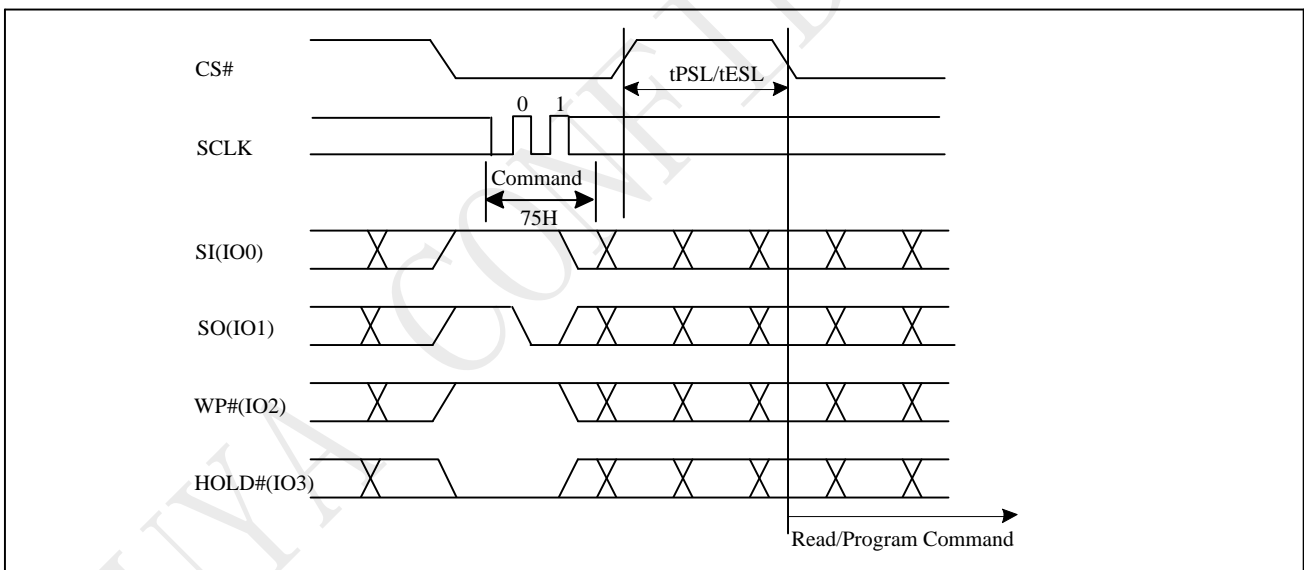 CS#
tPSL/tESL
0 1
SCLK
Command
75H
SI(IO0)
SO(IO1)
WP#(IO2)
HOLD#(IO3)
Read/Program Command